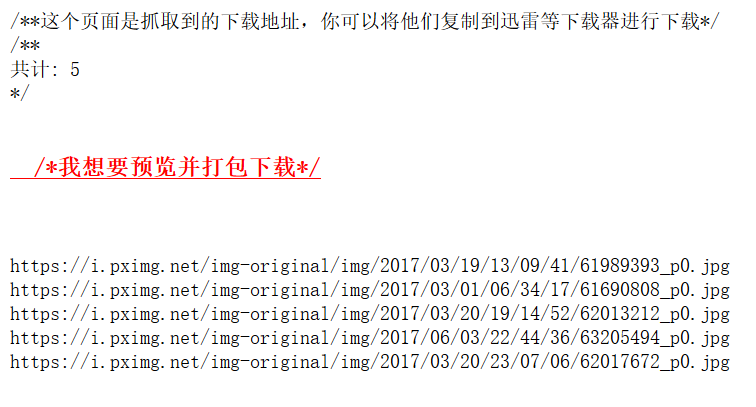 /**这个页面是抓取到的下载地址，你可以将他们复制到迅雷等下载器进行下载*/
/**
共计: 5
*/
/*我想要预览并打包下载*/
https://i.pximg.net/img-original/img/2017/03/19/13/09/41/61989393_p0.jpg
https://i.pximg.net/img-original/img/2017/03/01/06/34/17/61690808_p0.jpg
https://i.pximg.net/img-original/img/2017/03/20/19/14/52/62013212_p0.jpg
https://i.pximg.net/img-original/img/2017/06/03/22/44/36/63205494_p0.jpg
https://i.pximg.net/img-original/img/2017/03/20/23/07/06/62017672_p0.jpg